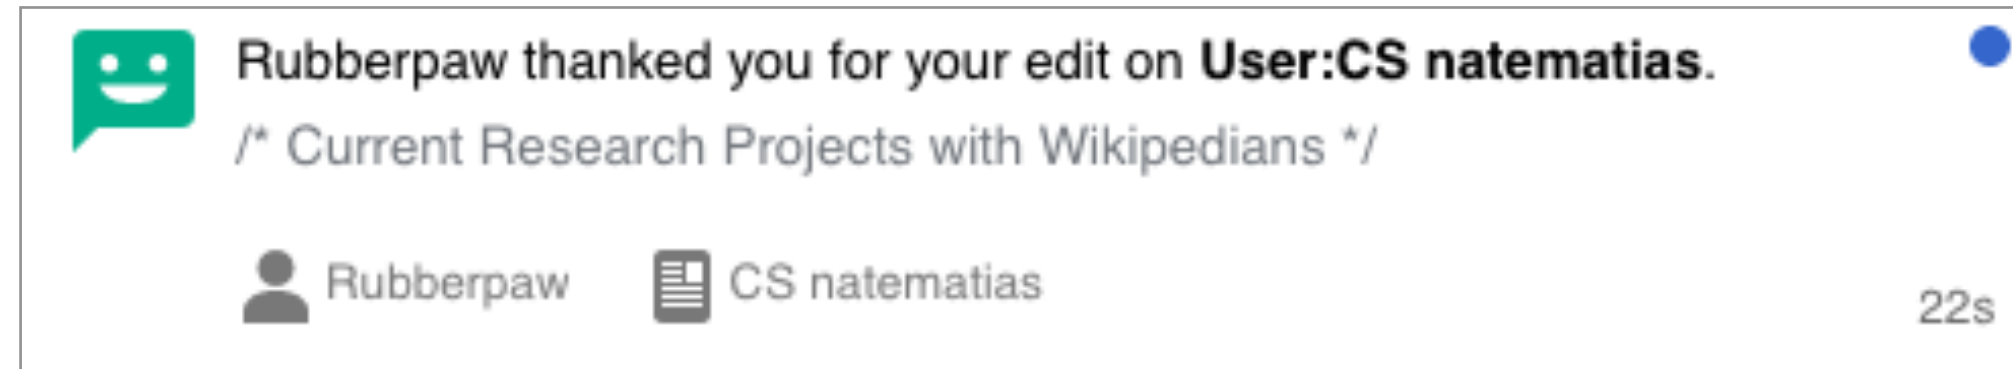 Rubberpaw thanked you for your edit on User:CS natematias.
/* Current Research Projects with Wikipedians */
Rubberpaw CS natematias
22s